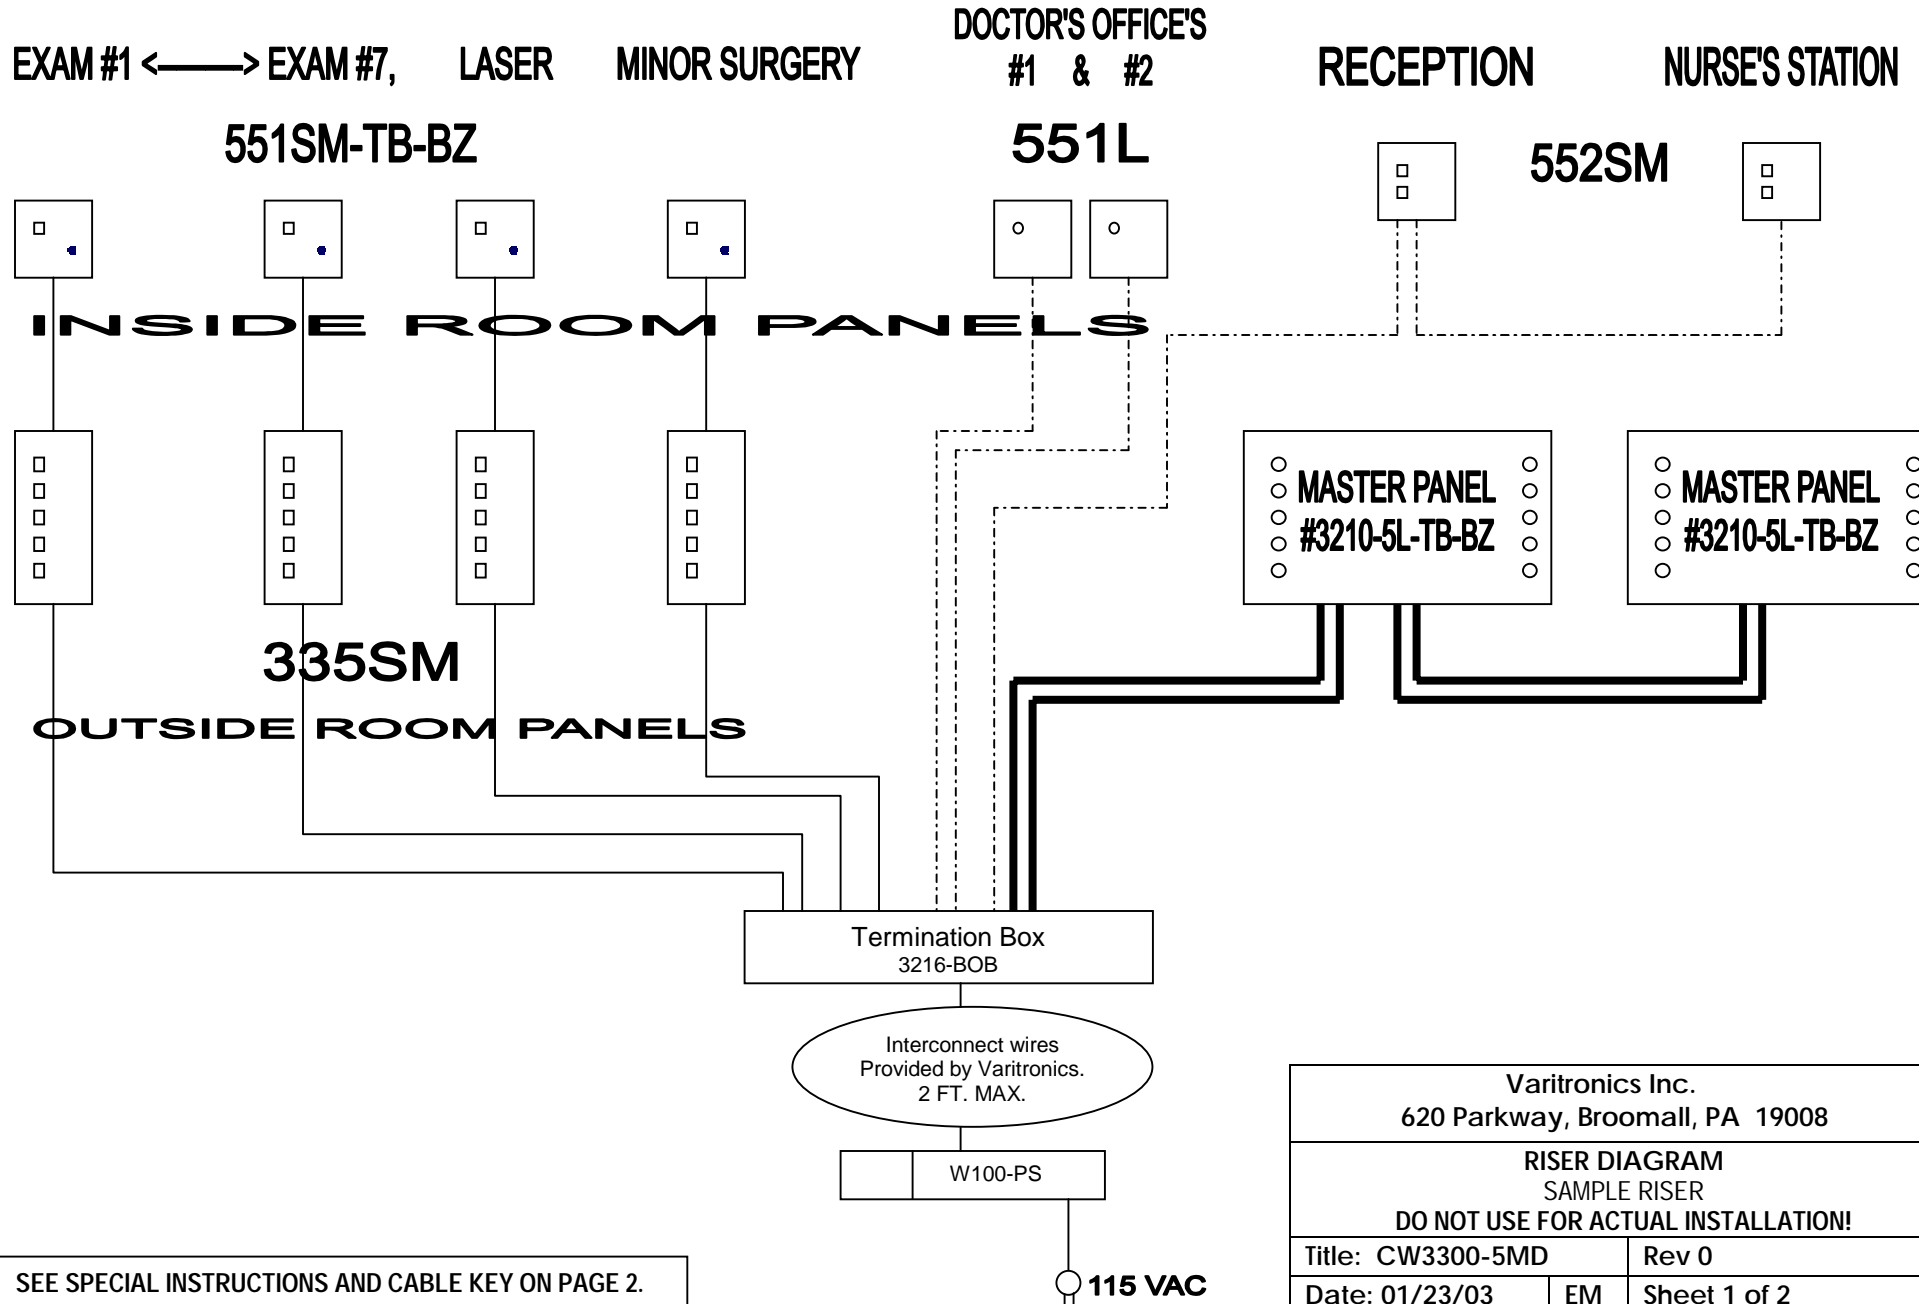 DOCTOR'S OFFICE'S
EXAM #1 <———> EXAM #7, LASER MINOR SURGERY #1 & #2 RECEPTION NURSE'S STATION
551SM-TB-BZ 551L 552SM
INSIDE ROOM PANELS
MASTER PANEL
#3210-5L-TB-BZ
MASTER PANEL
#3210-5L-TB-BZ
335SM
OUTSIDE ROOM PANELS
Termination Box
3216-BOB
Interconnect wires
Provided by Varitronics.
2 FT. MAX.
W100-PS
115 VAC
SEE SPECIAL INSTRUCTIONS AND CABLE KEY ON PAGE 2.
Varitronics Inc.
620 Parkway, Broomall, PA 19008
RISER DIAGRAM
SAMPLE RISER
DO NOT USE FOR ACTUAL INSTALLATION!
Title: CW3300-5MD Rev 0
Date: 01/23/03 EM Sheet 1 of 2